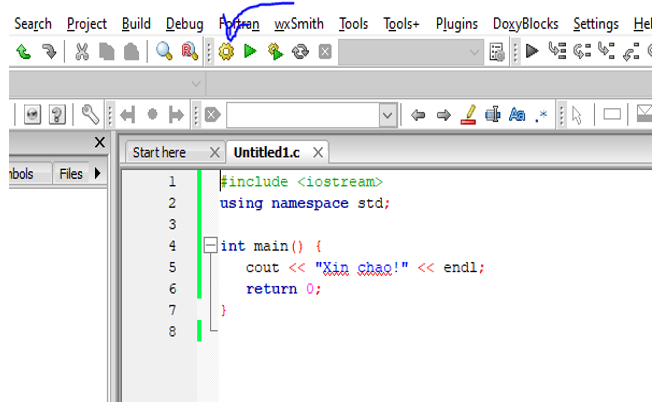 Search Project Build Debug Fortran wxSmith Tools Tools+ Plugins DoxyBlocks Settings Hel
nbols Files
Start here Untitled1.c
1 #include <iostream>
2 using namespace std;
3
4 int main() {
5 cout << "Xin chao!" << endl;
6 return 0;
7 }
8